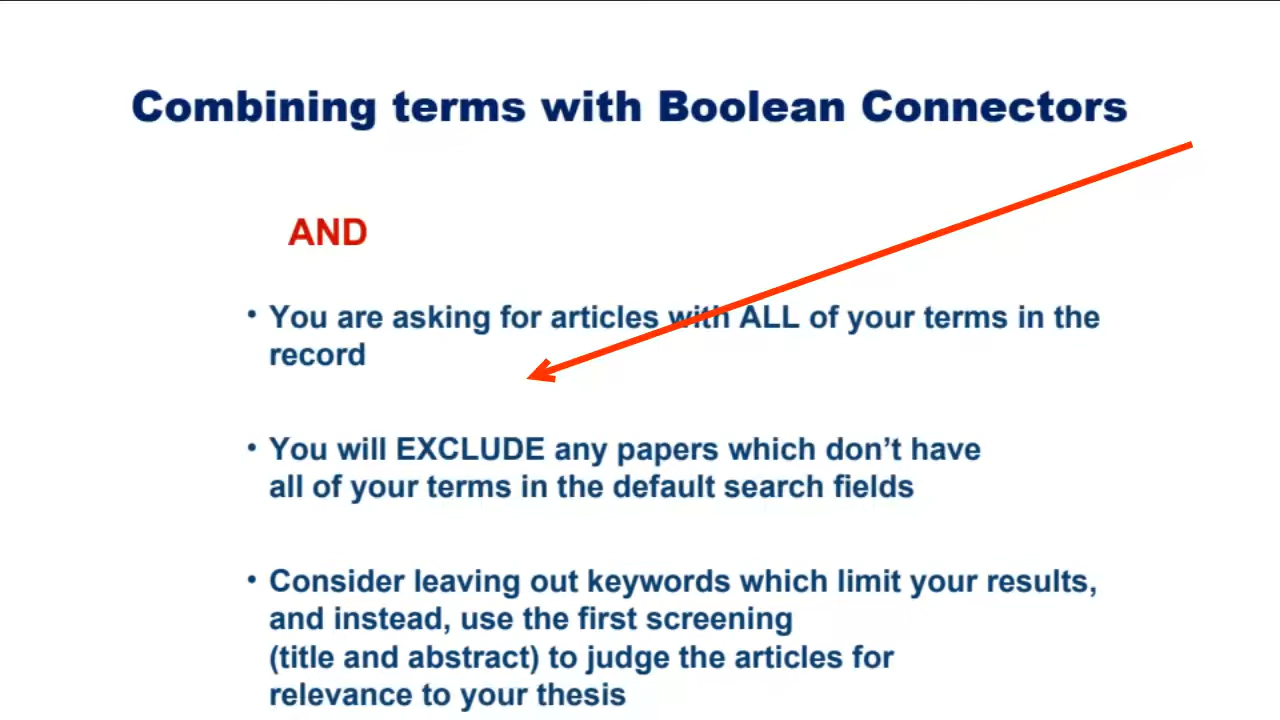 Combining terms with Boolean Connectors
AND
• You are asking for articles with ALL of your terms in the
record
• You will EXCLUDE any papers which don’t have
all of your terms in the default search fields
• Consider leaving out keywords which limit your results,
and instead, use the first screening
(title and abstract) to judge the articles for
relevance to your thesis